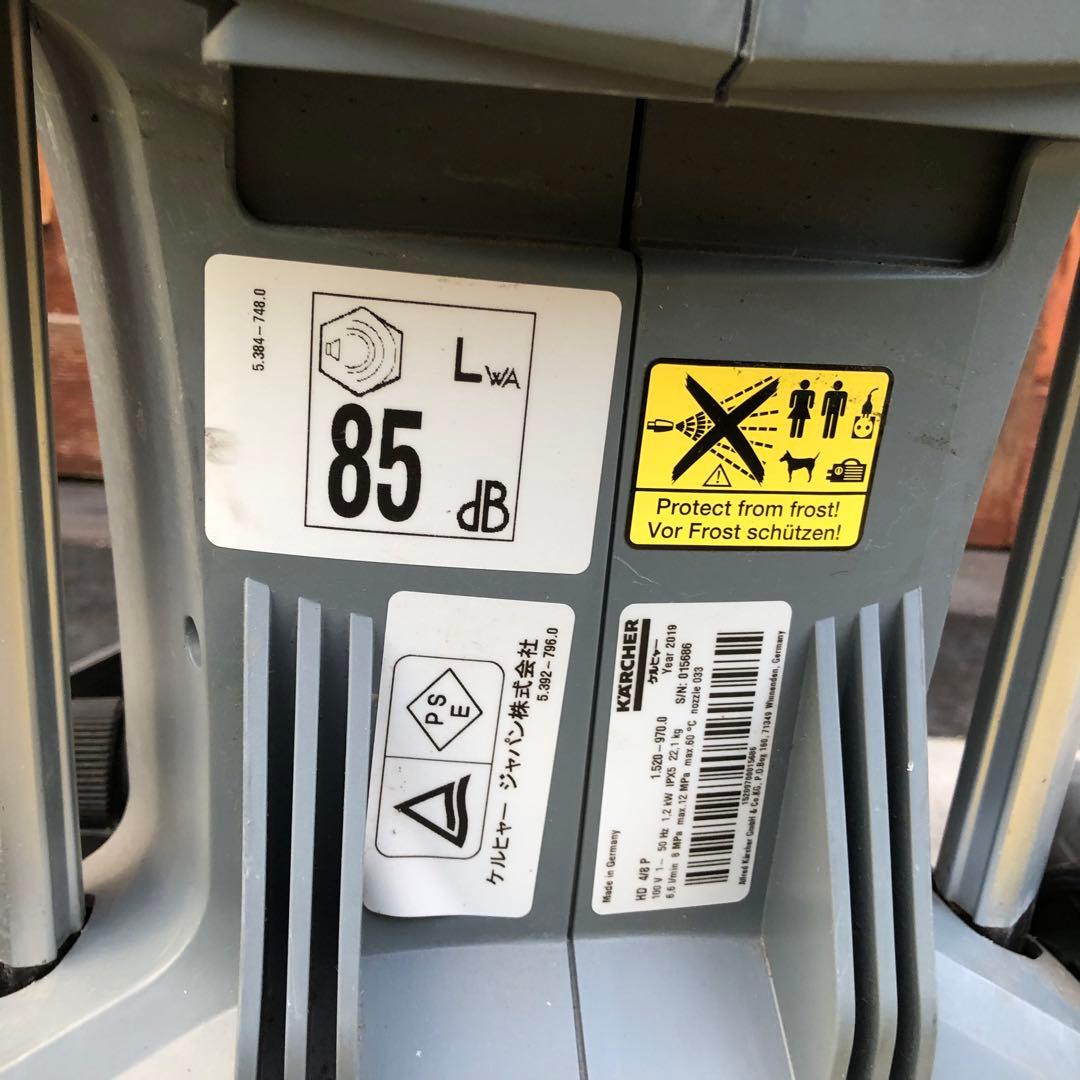 5.384-748.0
LWA
85
dB
Protect from frost!
Vor Frost schützen!
PS
E
ケルヒャー ジャパン株式会社
5.392-796.0
KÄRCHER
ケルヒャー
Year 2019
1.520-970.0 S/N: 015686
Made in Germany
HD 4/8 P
100 V 1~ 50 Hz 1,2 kW IPX5 22,1 kg
6,6 l/min 8 MPa max.12 MPa max.60 °C nozzle 033
152097000015686
Alfred Kärcher GmbH & Co.KG, P.O.Box 160, 71349 Winnenden, Germany